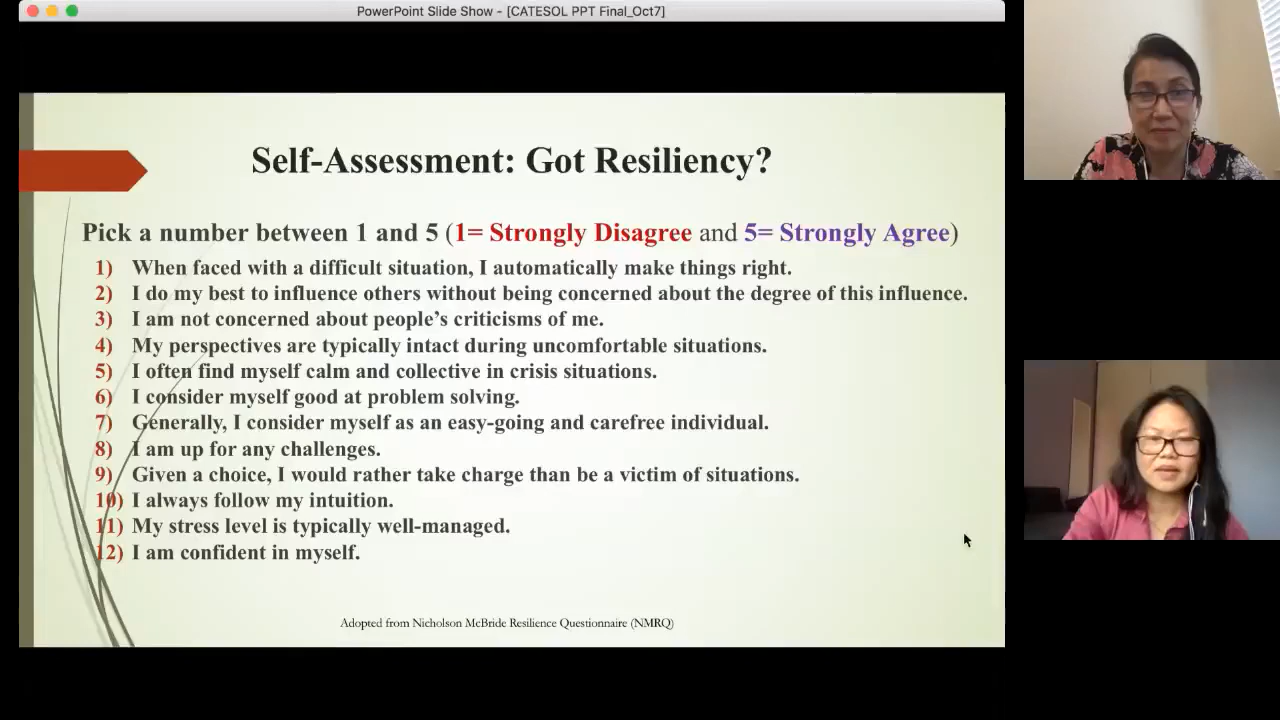 PowerPoint Slide Show - [CATESOL PPT Final_Oct7]
Self-Assessment: Got Resiliency?
Pick a number between 1 and 5 (1= Strongly Disagree and 5= Strongly Agree)
1) When faced with a difficult situation, I automatically make things right.
2) I do my best to influence others without being concerned about the degree of this influence.
3) I am not concerned about people’s criticisms of me.
4) My perspectives are typically intact during uncomfortable situations.
5) I often find myself calm and collective in crisis situations.
6) I consider myself good at problem solving.
7) Generally, I consider myself as an easy-going and carefree individual.
8) I am up for any challenges.
9) Given a choice, I would rather take charge than be a victim of situations.
10) I always follow my intuition.
11) My stress level is typically well-managed.
12) I am confident in myself.
Adopted from Nicholson McBride Resilience Questionnaire (NMRQ)